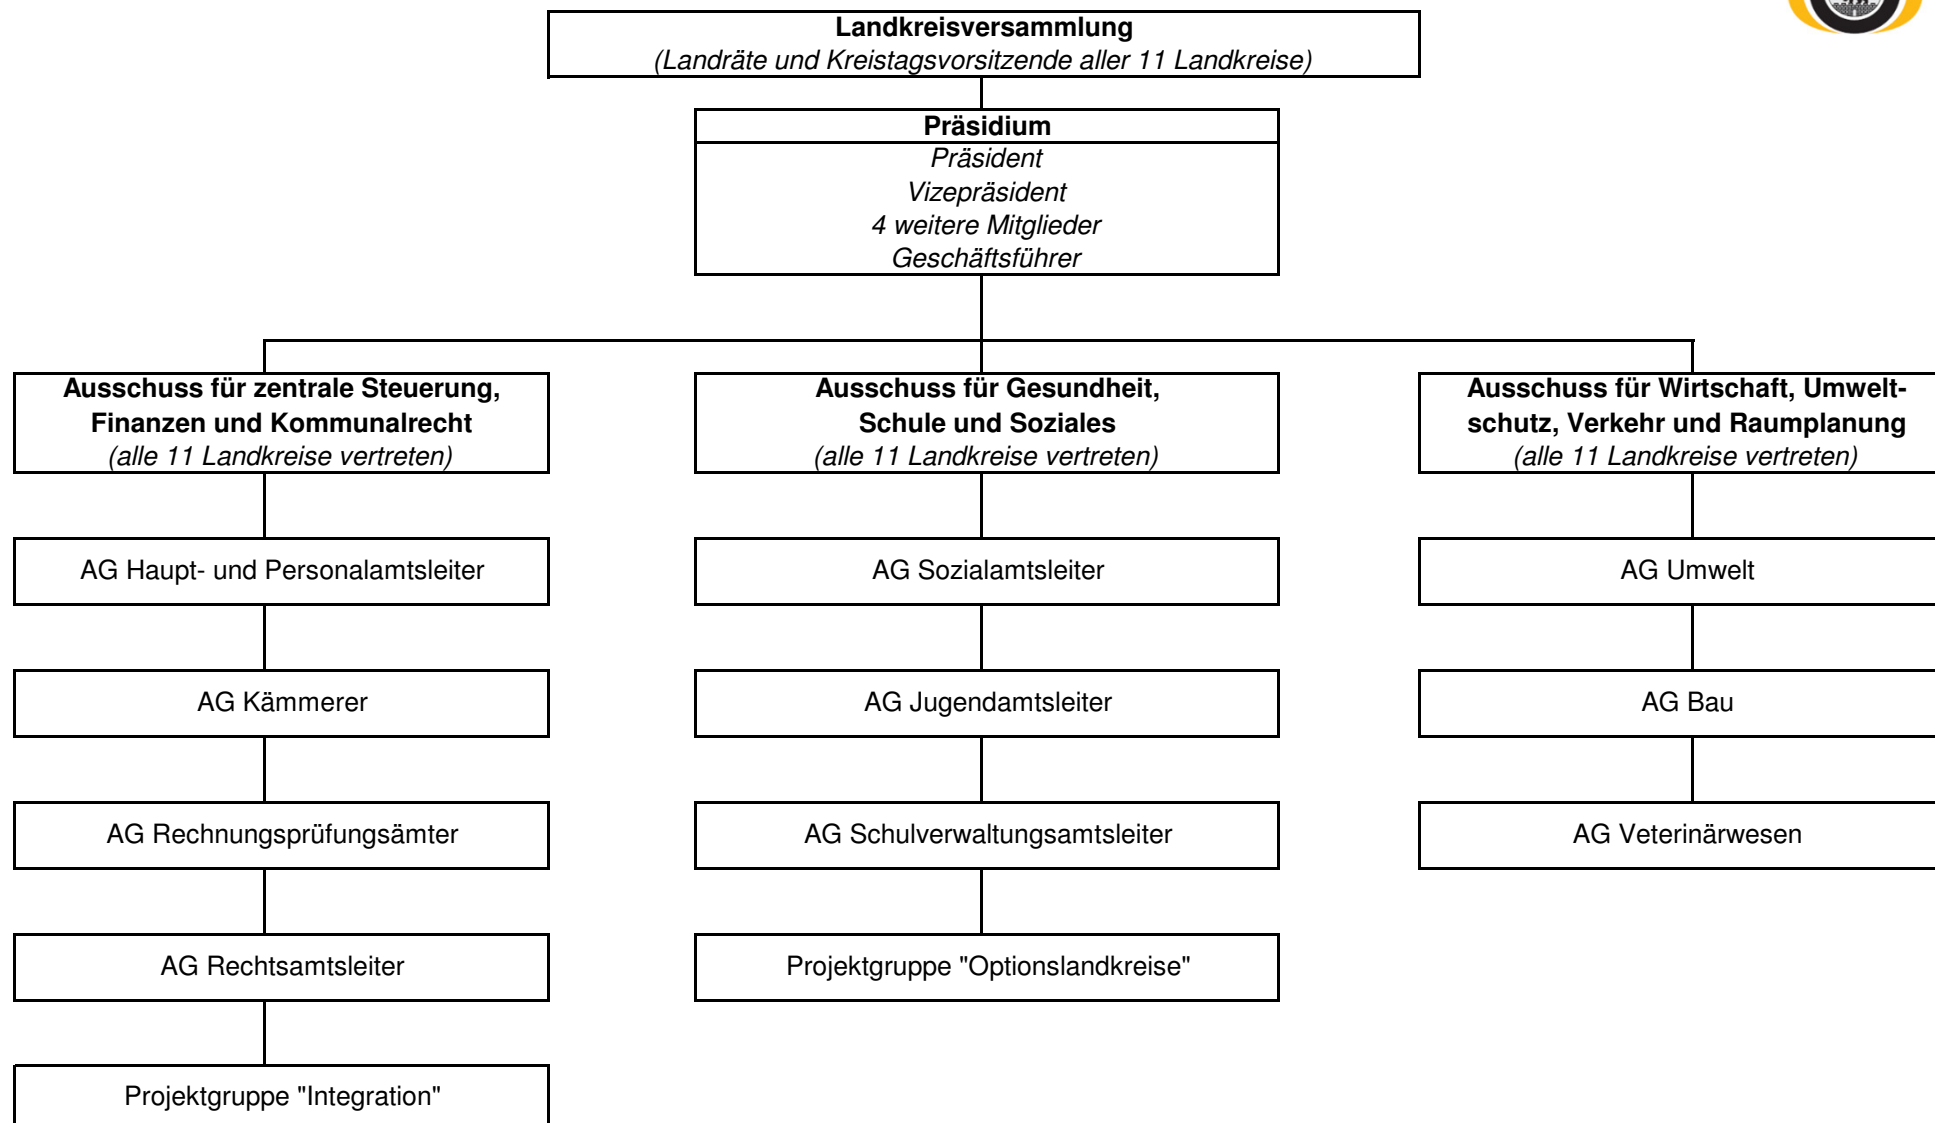 Landkreisversammlung
(Landräte und Kreistagsvorsitzende aller 11 Landkreise)
Präsidium
Präsident
Vizepräsident
4 weitere Mitglieder
Geschäftsführer
Ausschuss für zentrale Steuerung,
Finanzen und Kommunalrecht
(alle 11 Landkreise vertreten)
AG Haupt- und Personalamtsleiter
AG Kämmerer
AG Rechnungsprüfungsämter
AG Rechtsamtsleiter
Projektgruppe "Integration"
Ausschuss für Gesundheit,
Schule und Soziales
(alle 11 Landkreise vertreten)
AG Sozialamtsleiter
AG Jugendamtsleiter
AG Schulverwaltungsamtsleiter
Projektgruppe "Optionslandkreise"
Ausschuss für Wirtschaft, Umwelt-
schutz, Verkehr und Raumplanung
(alle 11 Landkreise vertreten)
AG Umwelt
AG Bau
AG Veterinärwesen